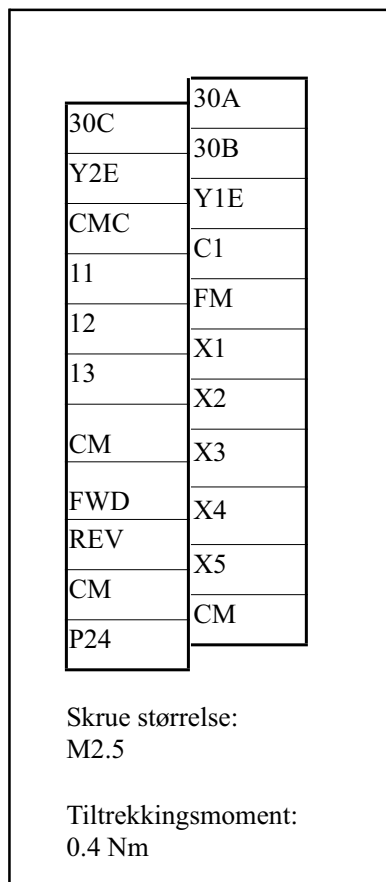 30A
30C
30B
Y2E
Y1E
CMC
C1
11
FM
12
X1
13
X2
CM
X3
FWD
X4
REV
X5
CM
CM
P24
Skrue størrelse:
M2.5
Tiltrekkingsmoment:
0.4 Nm